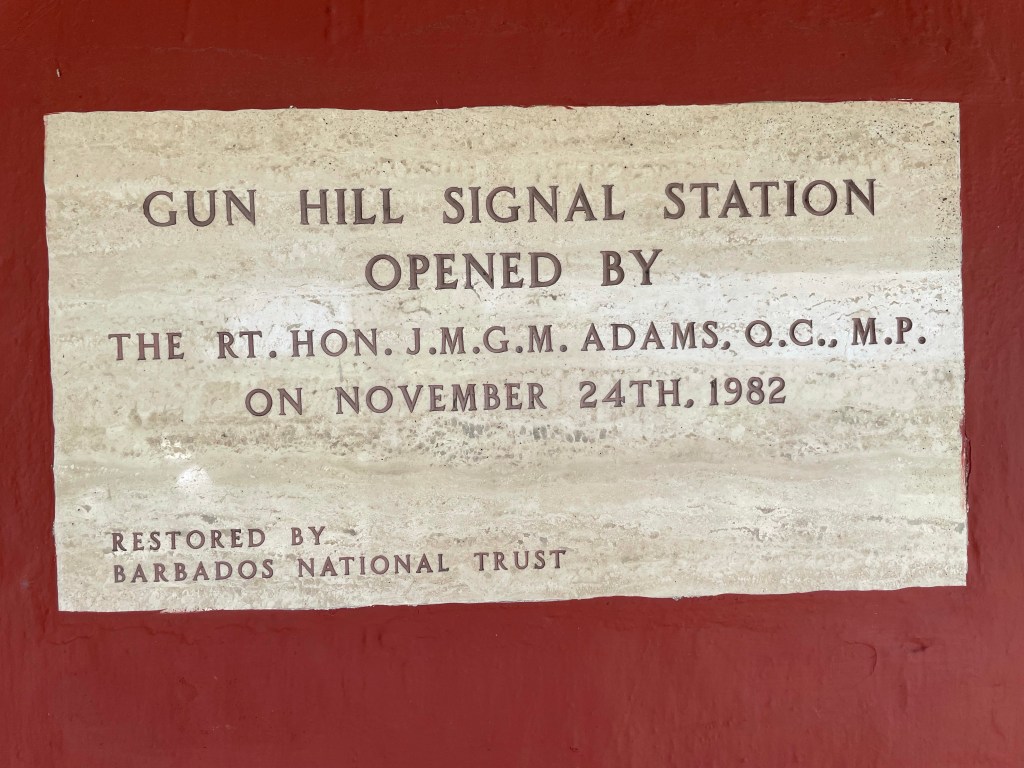 GUN HILL SIGNAL STATION
OPENED BY
THE RT. HON. J.M.G.M. ADAMS, Q.C., M.P.
ON NOVEMBER 24TH, 1982
RESTORED BY
BARBADOS NATIONAL TRUST